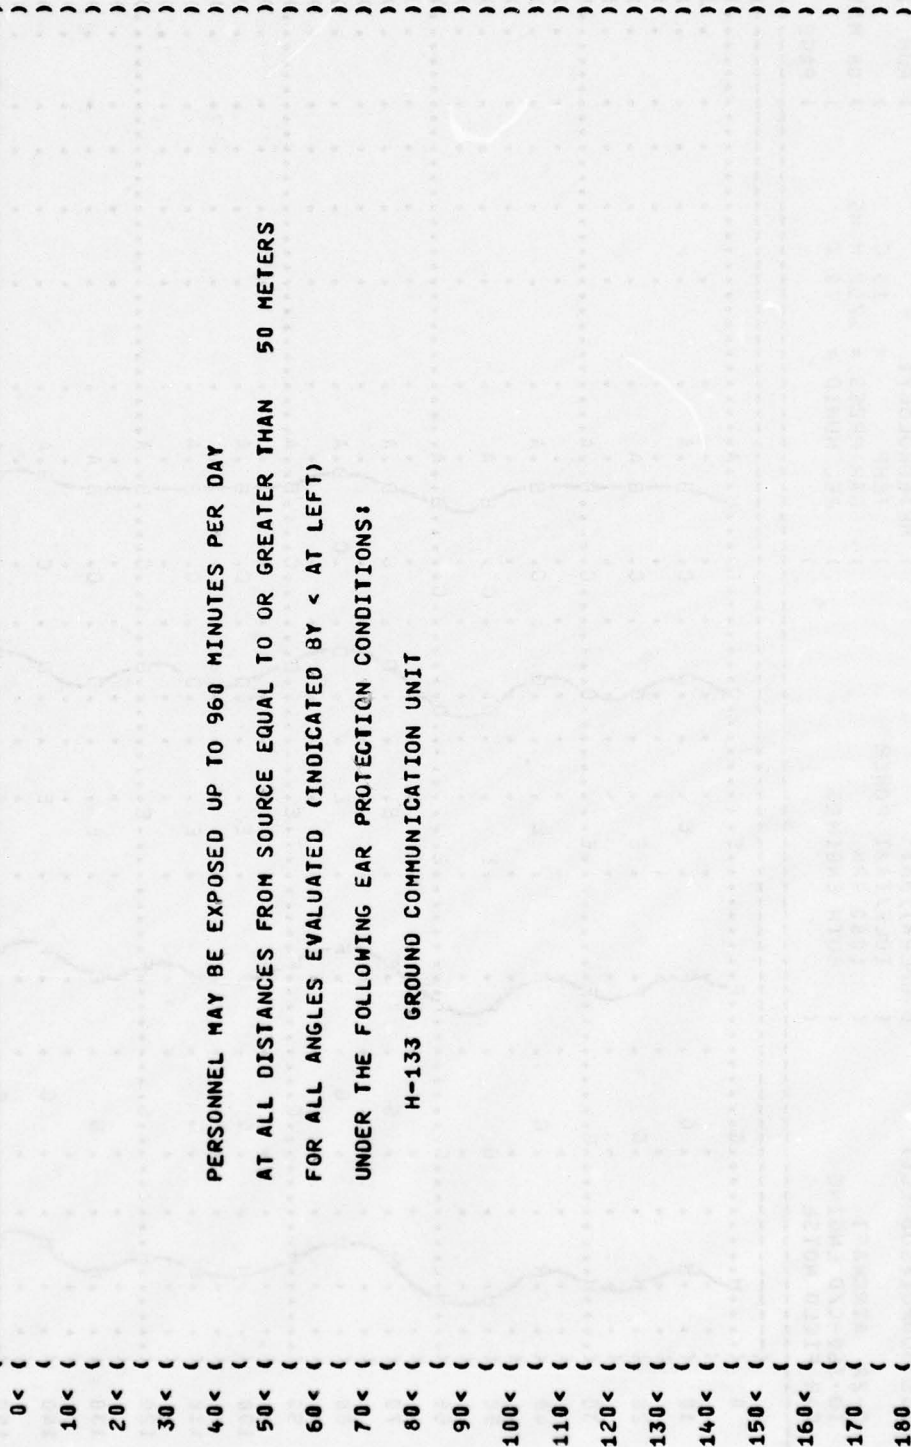 0<
10<
20<
30<
40< PERSONNEL MAY BE EXPOSED UP TO 960 MINUTES PER DAY
50< AT ALL DISTANCES FROM SOURCE EQUAL TO OR GREATER THAN 50 METERS
60< FOR ALL ANGLES EVALUATED (INDICATED BY < AT LEFT)
70< UNDER THE FOLLOWING EAR PROTECTION CONDITIONS:
80< H-133 GROUND COMMUNICATION UNIT
90<
100<
110<
120<
130<
140<
150<
160<
170
180